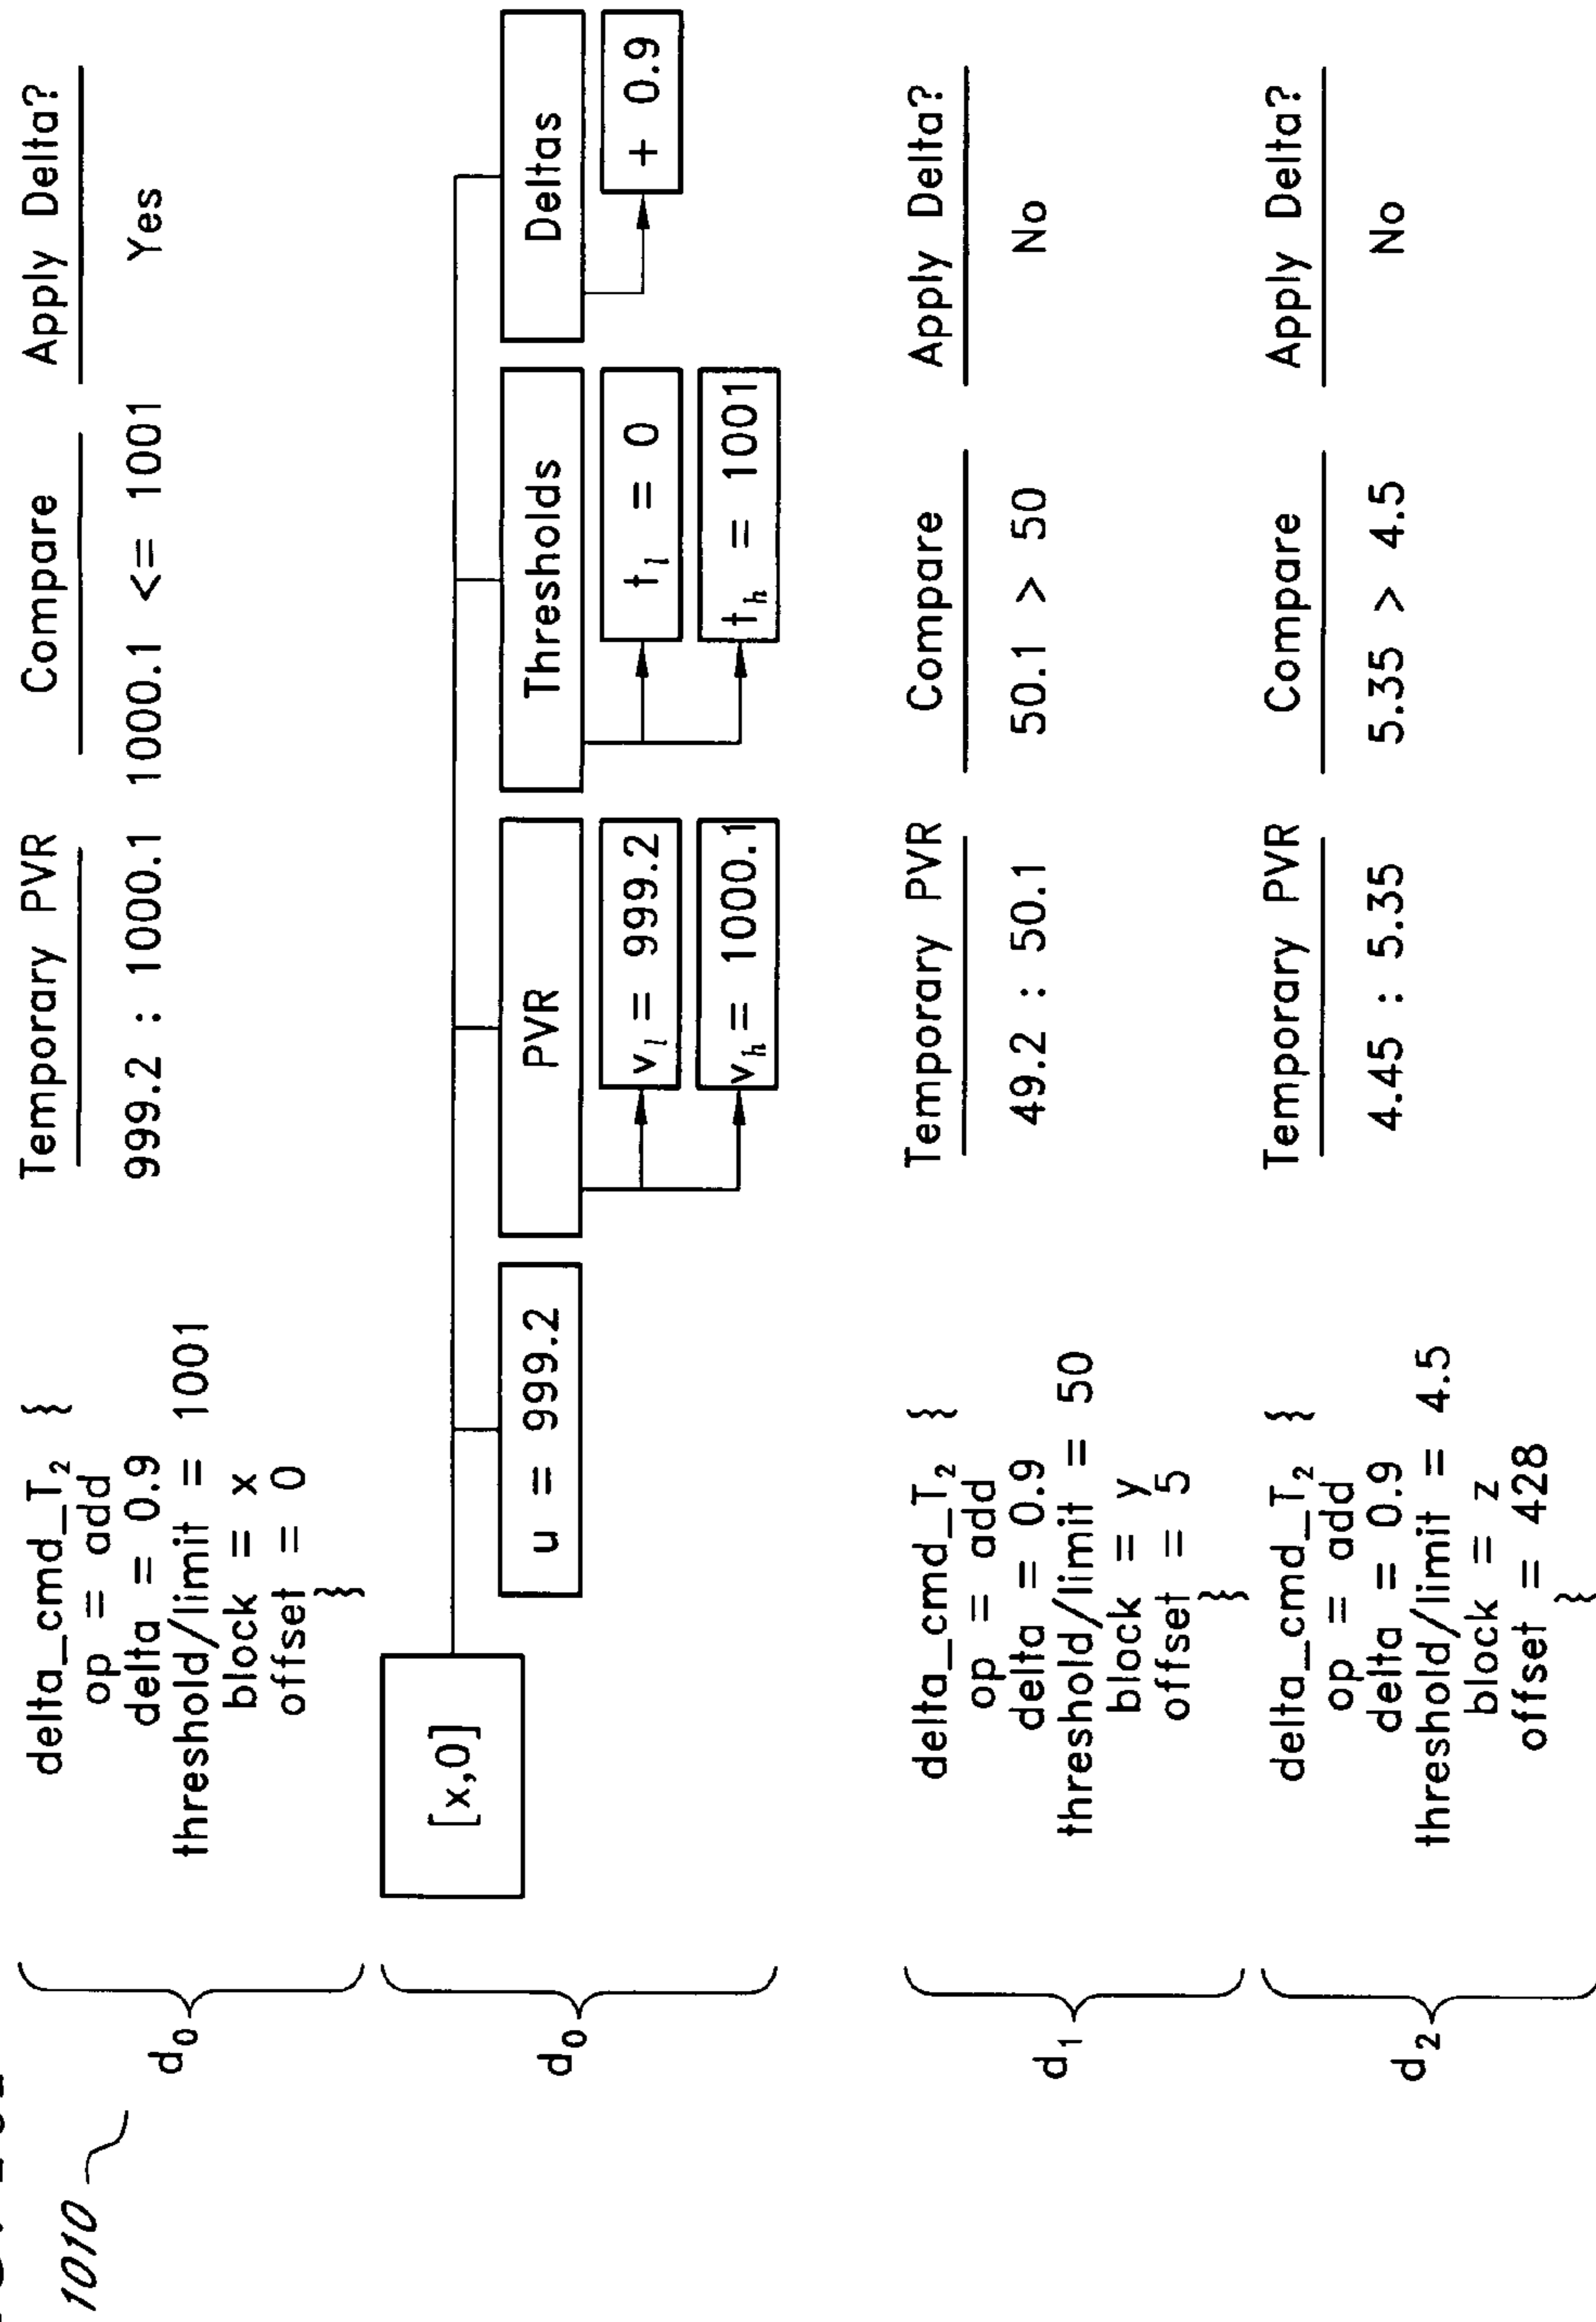 1010
d0
delta_cmd_T2 {
op = add
delta = 0.9
threshold/limit = 1001
block = x
offset = 0
}
Temporary PVR Compare Apply Delta?
999.2 : 1000.1 1000.1 <= 1001 Yes
d0
[x,0]
u = 999.2
PVR
vl = 999.2
vh = 1000.1
Thresholds
tl = 0
th = 1001
Deltas
+ 0.9
d1
delta_cmd_T2 {
op = add
delta = 0.9
threshold/limit = 50
block = y
offset = 5
}
Temporary PVR Compare Apply Delta?
49.2 : 50.1 50.1 > 50 No
d2
delta_cmd_T2 {
op = add
delta = 0.9
threshold/limit = 4.5
block = z
offset = 428
}
Temporary PVR Compare Apply Delta?
4.45 : 5.35 5.35 > 4.5 No